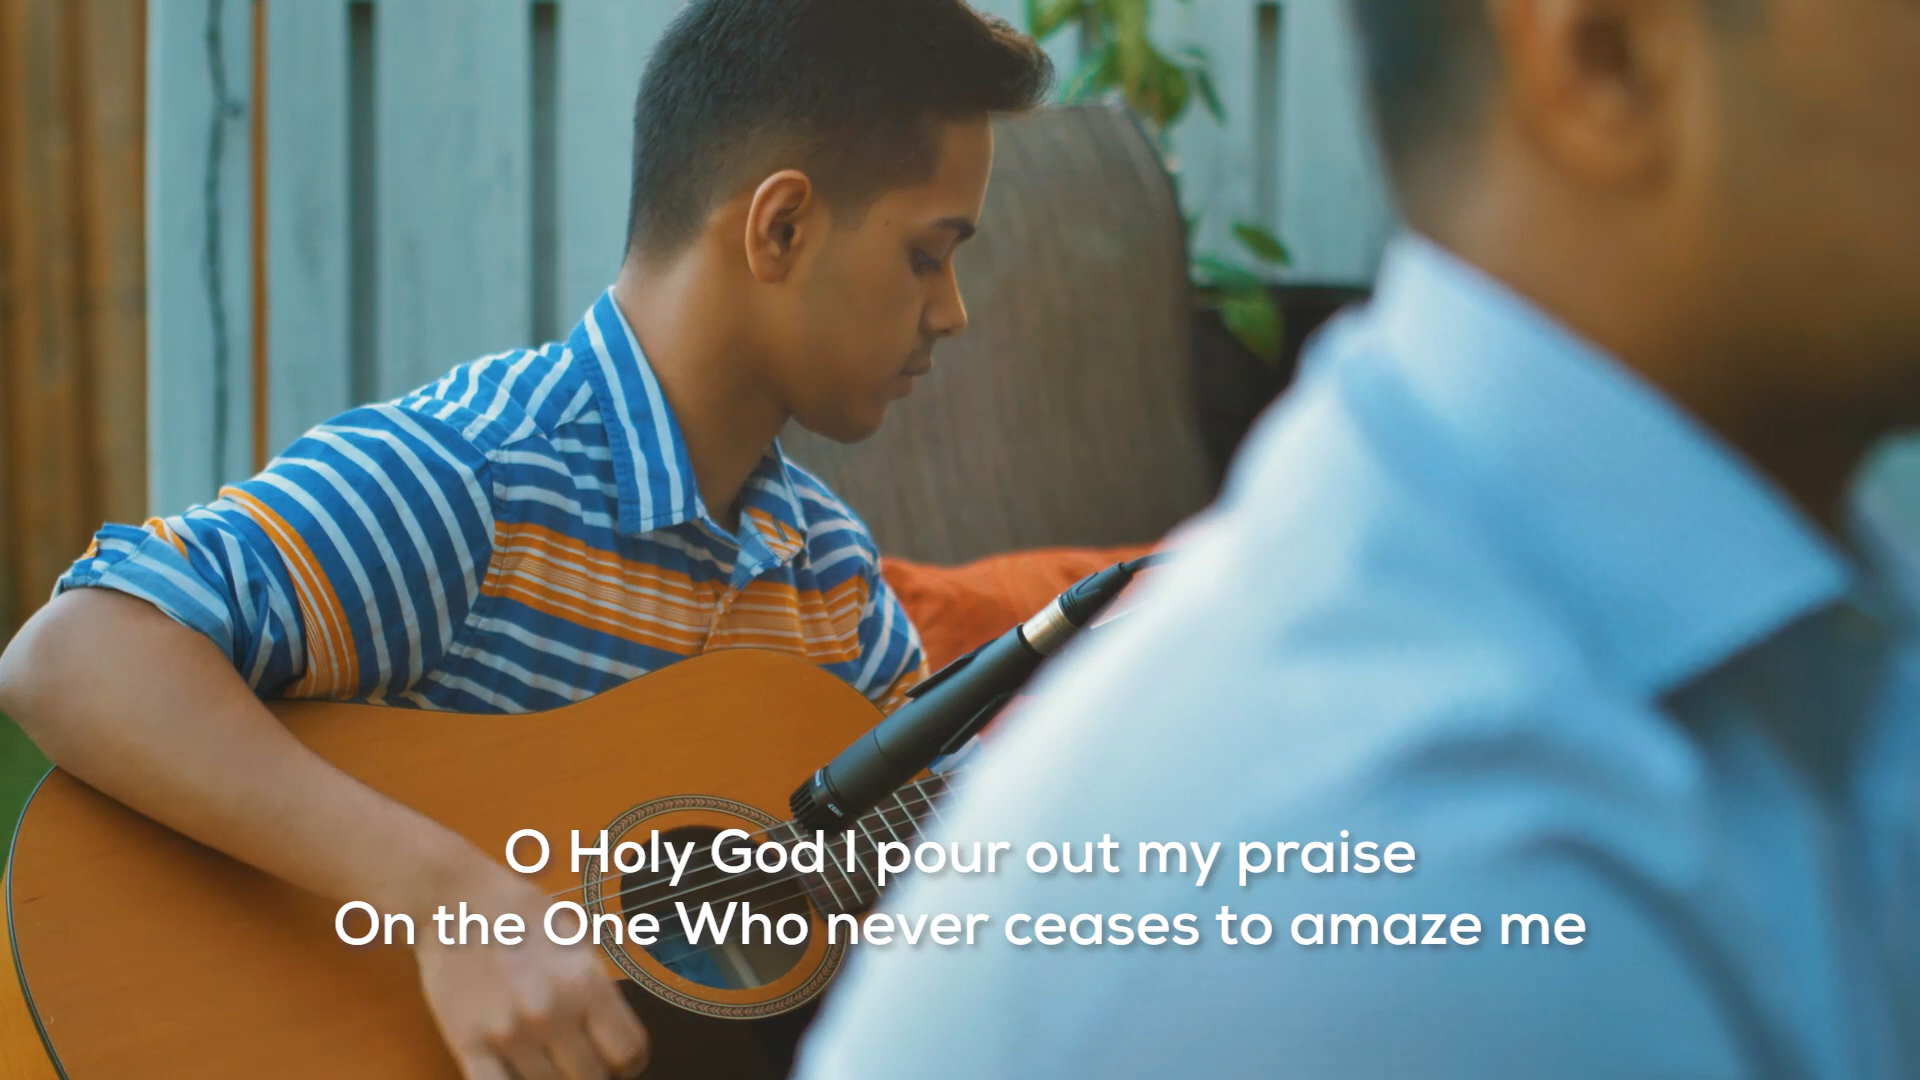 O Holy God I pour out my praise
On the One Who never ceases to amaze me